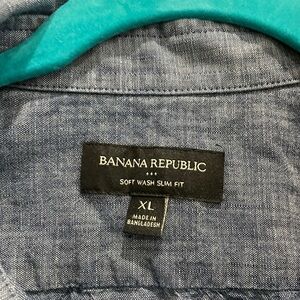 BANANA REPUBLIC
SOFT WASH SLIM FIT
XL
MADE IN
BANGLADESH